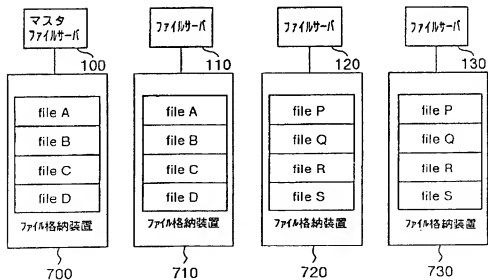 マスタ
ファイルサーバ
100
file A
file B
file C
file D
ファイル格納装置
700
ファイルサーバ
110
file A
file B
file C
file D
ファイル格納装置
710
ファイルサーバ
120
file P
file Q
file R
file S
ファイル格納装置
720
ファイルサーバ
130
file P
file Q
file R
file S
ファイル格納装置
730